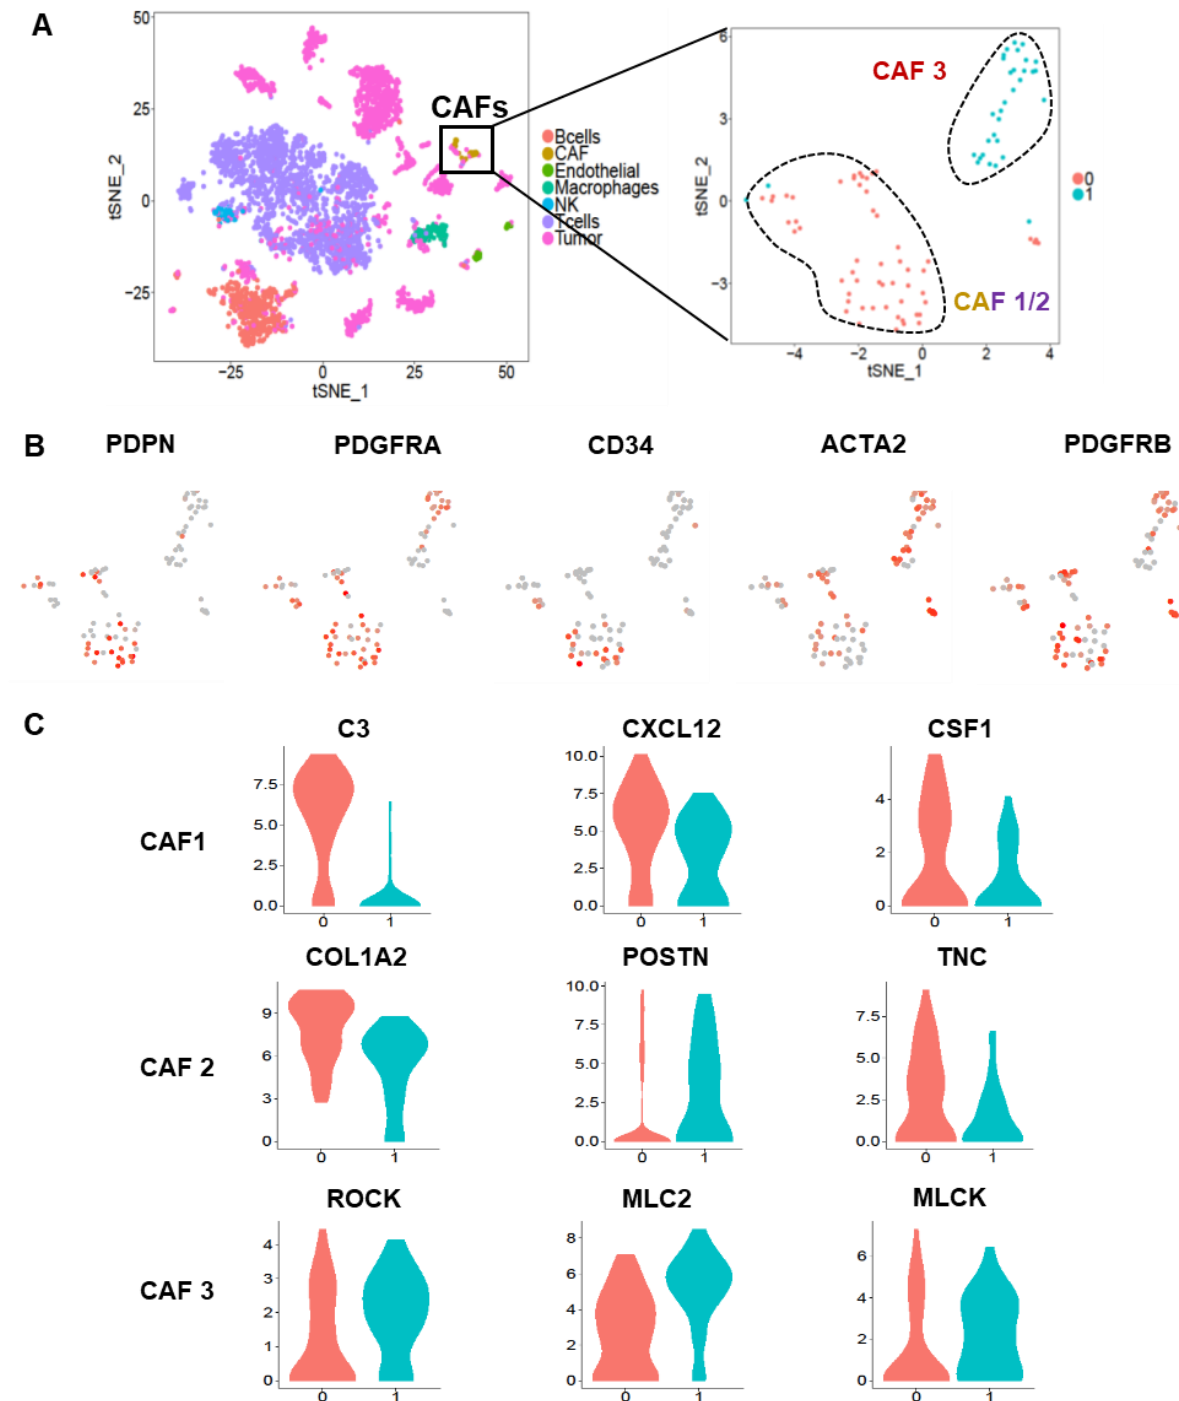 A
50
25
0
−25
tSNE_2
−25
0
25
50
tSNE_1
CAFs
Bcells
CAF
Endothelial
Macrophages
NK
Tcells
Tumor
6
3
0
−3
tSNE_2
−4
−2
0
2
4
tSNE_1
CAF 3
CAF 1/2
0
1
B
PDPN
PDGFRA
CD34
ACTA2
PDGFRB
C
C3
CXCL12
CSF1
CAF1
7.5
5.0
2.5
0.0
0
1
10.0
7.5
5.0
2.5
0.0
0
1
4
2
0
0
1
COL1A2
POSTN
TNC
CAF 2
9
6
3
0
0
1
10.0
7.5
5.0
2.5
0.0
0
1
7.5
5.0
2.5
0.0
0
1
ROCK
MLC2
MLCK
CAF 3
4
3
2
1
0
0
1
8
6
4
2
0
0
1
6
4
2
0
0
1